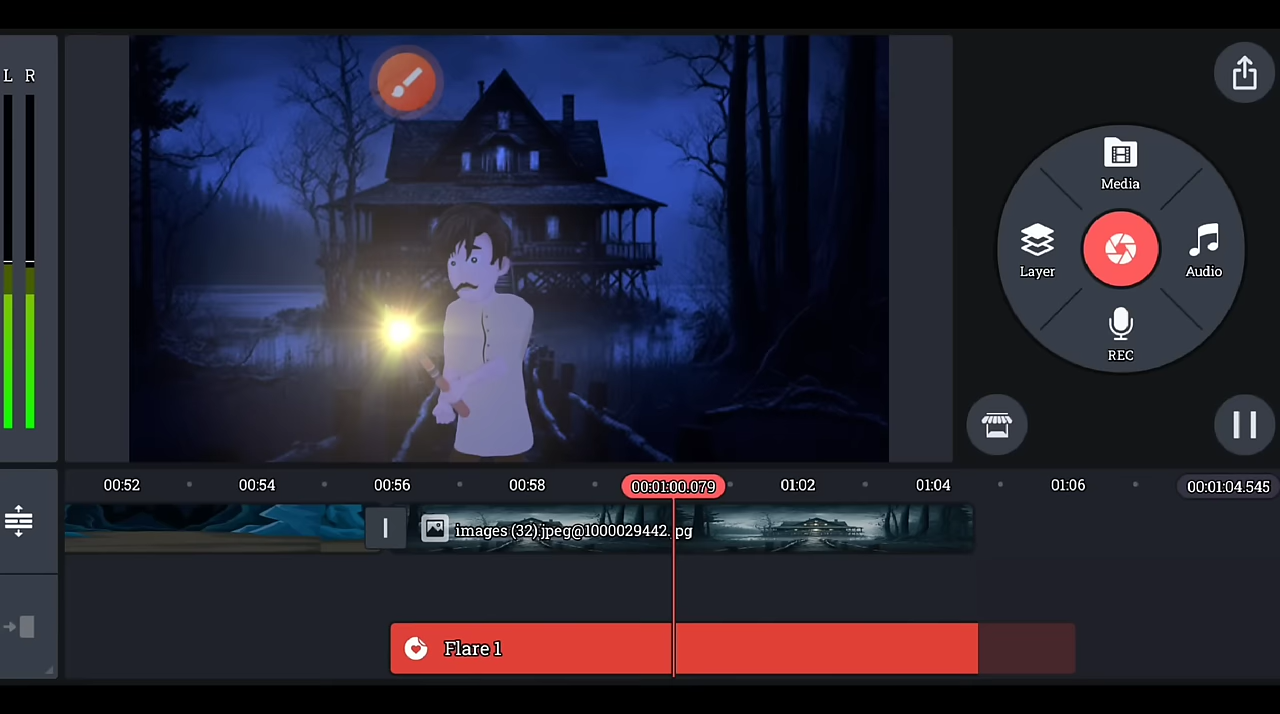 L R
Media
Layer
Audio
REC
00:52
00:54
00:56
00:58
00:01:00.079
01:02
01:04
01:06
00:01:04.545
images (32).jpeg@1000029442.jpg
Flare 1